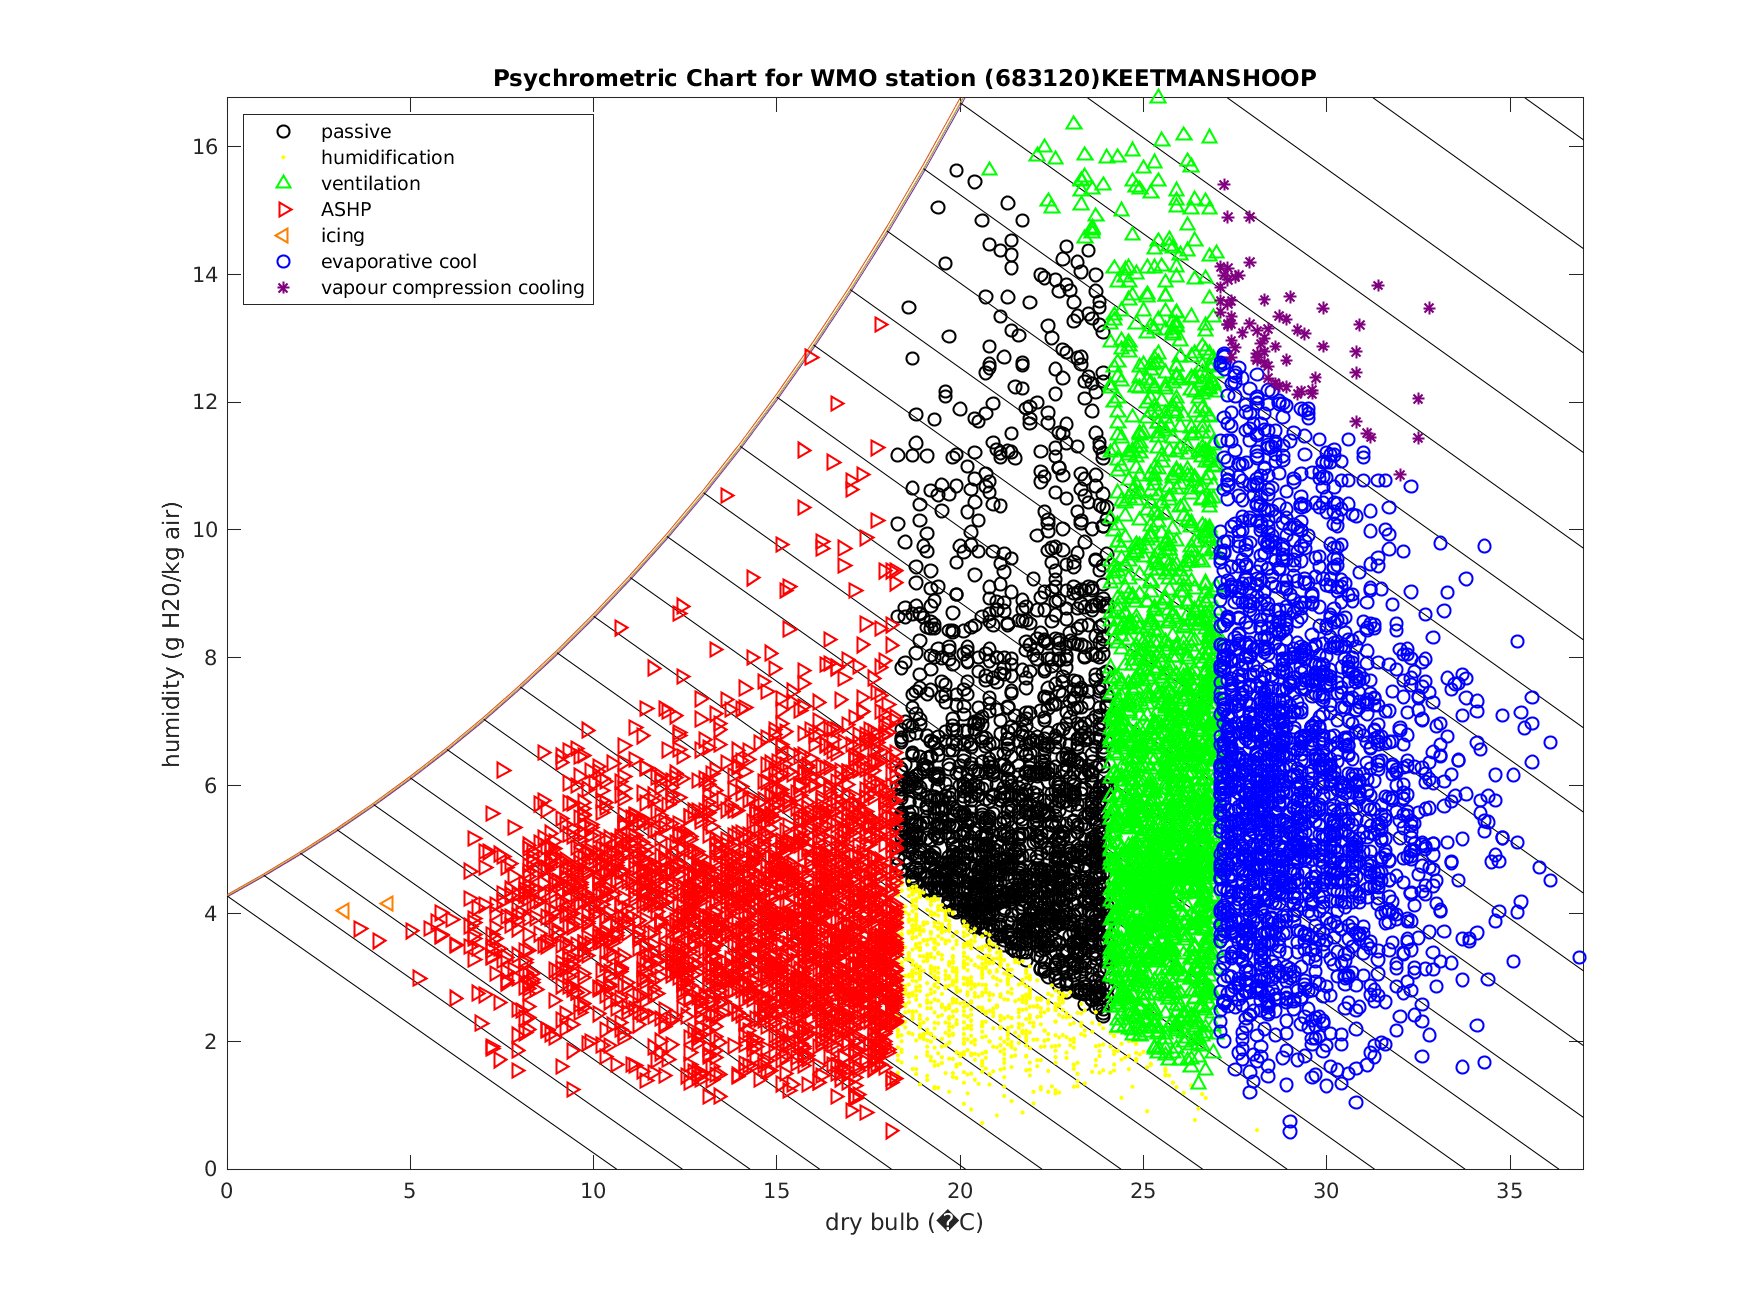 Psychrometric Chart for WMO station (683120)KEETMANSHOOP
passive
humidification
ventilation
ASHP
icing
evaporative cool
vapour compression cooling
humidity (g H20/kg air)
16
14
12
10
8
6
4
2
0
0 5 10 15 20 25 30 35
dry bulb (�C)